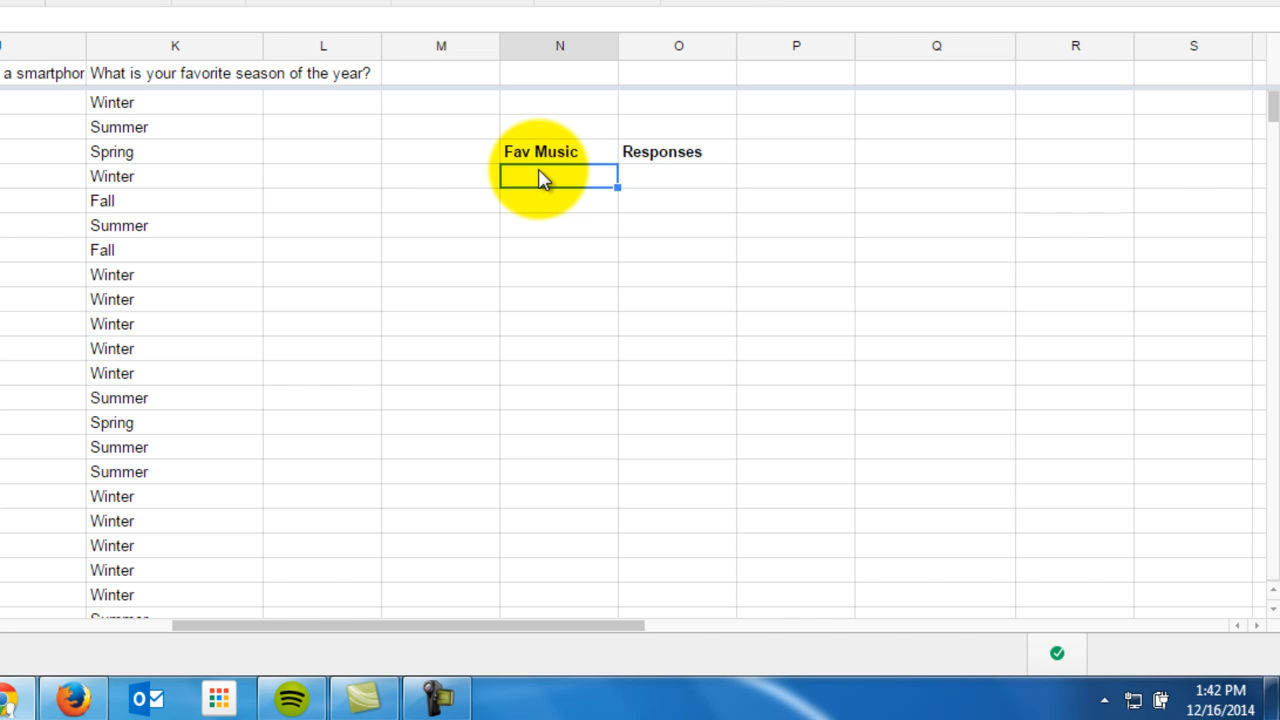 K L M N O P Q R S
a smartphor What is your favorite season of the year?
Winter
Summer
Spring Fav Music Responses
Winter
Fall
Summer
Fall
Winter
Winter
Winter
Winter
Winter
Summer
Spring
Summer
Summer
Winter
Winter
Winter
Winter
Winter
Summer
1:42 PM
12/16/2014